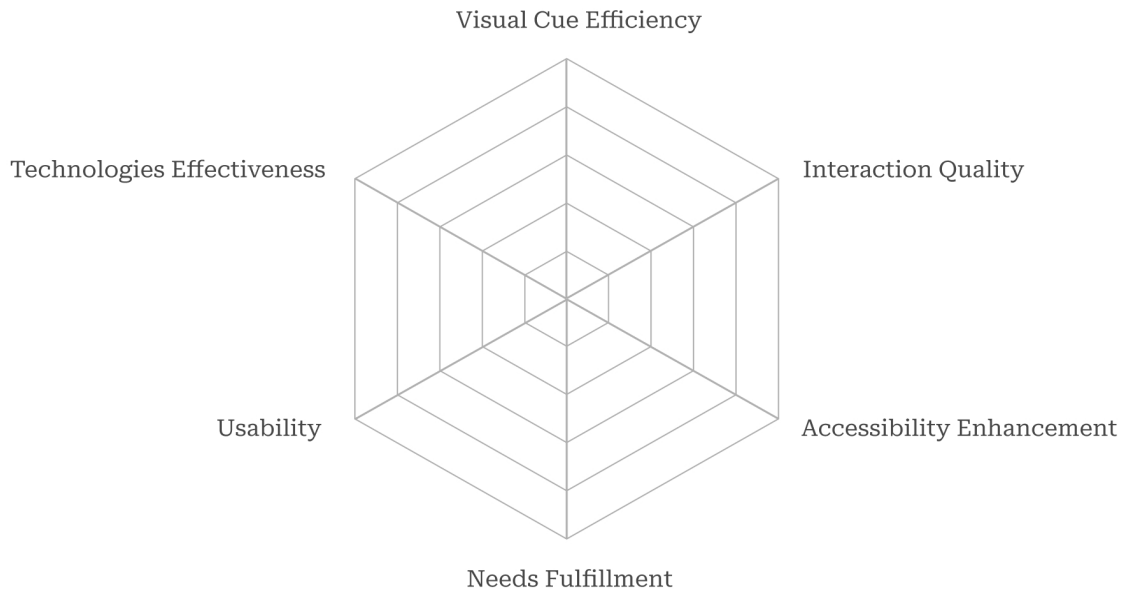 Visual Cue Efficiency
Technologies Effectiveness
Interaction Quality
Usability
Accessibility Enhancement
Needs Fulfillment